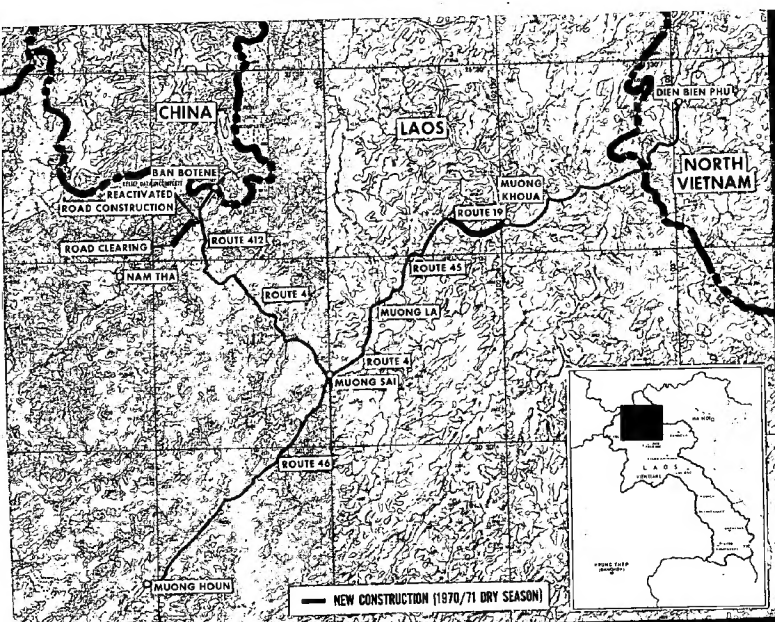 CHINA
LAOS
DIEN BIEN PHU
NORTH
VIETNAM
BAN BOTENE
REACTIVATED
ROAD CONSTRUCTION
MUONG
KHOUA
ROUTE 19
ROAD CLEARING
ROUTE 412
NAM THA
ROUTE 45
ROUTE 4
MUONG LA
ROUTE 4
MUONG SAI
ROUTE 46
MUONG HOUN
NEW CONSTRUCTION (1970/71 DRY SEASON)
LAOS
VIENTIANE